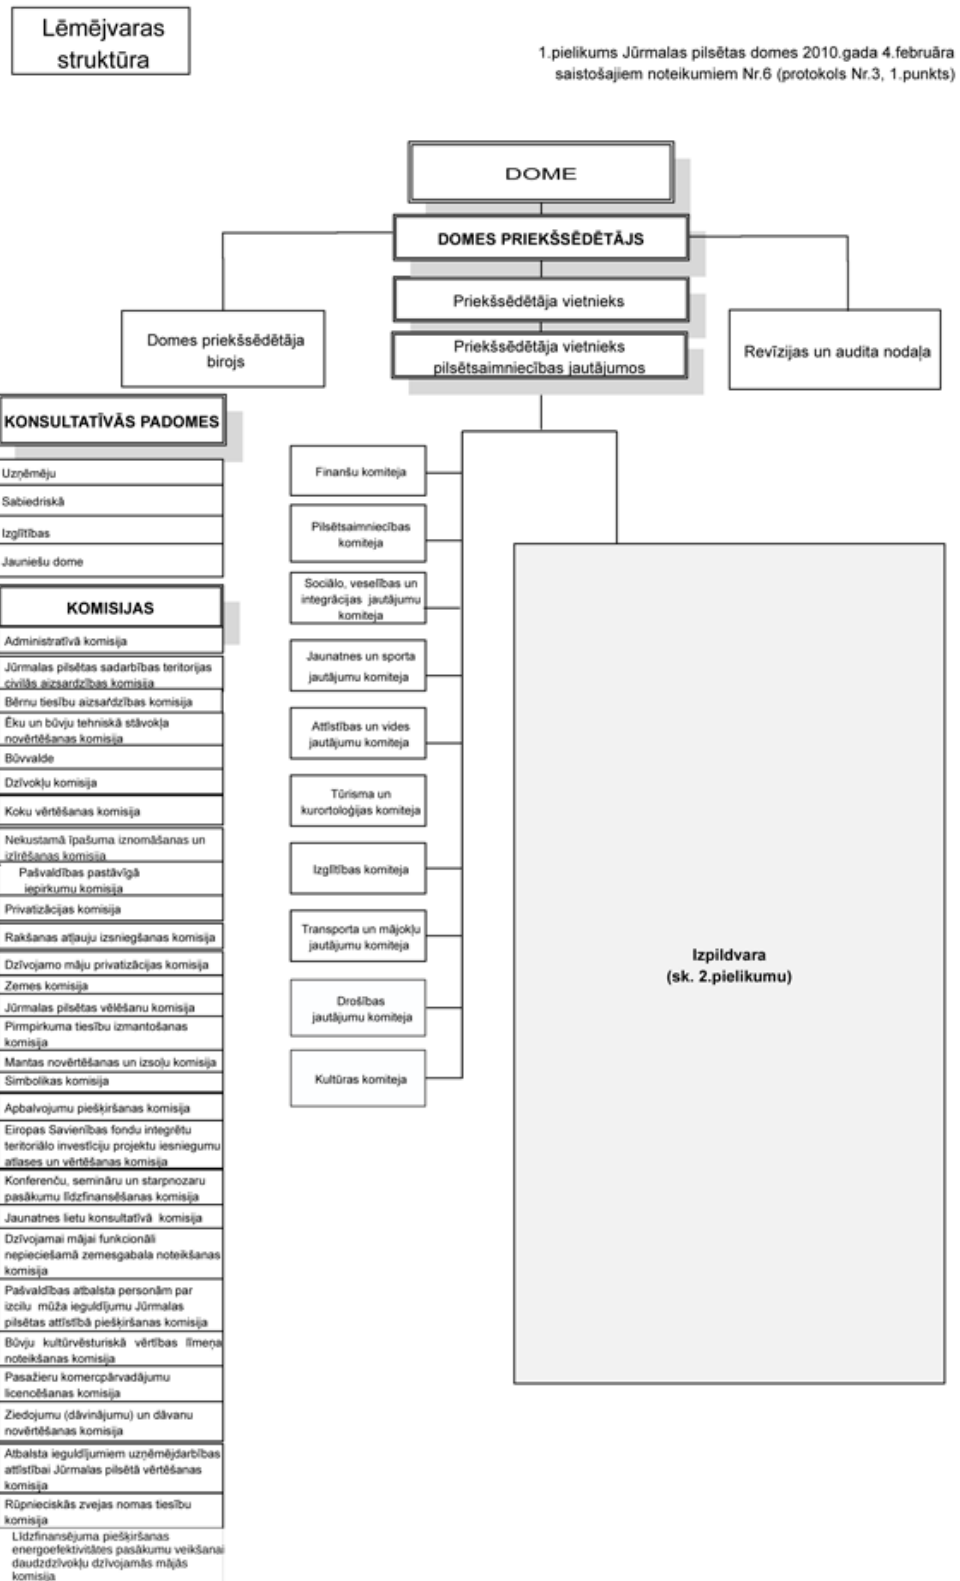 Lēmējvaras
struktūra
1.pielikums Jūrmalas pilsētas domes 2010.gada 4.februāra
saistošajiem noteikumiem Nr.6 (protokols Nr.3, 1.punkts)
DOME
DOMES PRIEKŠSĒDĒTĀJS
Priekšsēdētāja vietnieks
Priekšsēdētāja vietnieks
pilsētsaimniecības jautājumos
Domes priekšsēdētāja
birojs
Revīzijas un audita nodaļa
KONSULTATĪVĀS PADOMES
Uzņēmēju
Sabiedriskā
Izglītības
Jauniešu dome
KOMISIJAS
Administratīvā komisija
Jūrmalas pilsētas sadarbības teritorijas
civilās aizsardzības komisija
Bērnu tiesību aizsardzības komisija
Ēku un būvju tehniskā stāvokļa
novērtēšanas komisija
Būvvalde
Dzīvokļu komisija
Koku vērtēšanas komisija
Nekustamā īpašuma iznomāšanas un
izīrēšanas komisija
Pašvaldības pastāvīgā
iepirkumu komisija
Privatizācijas komisija
Rakšanas atļauju izsniegšanas komisija
Dzīvojamo māju privatizācijas komisija
Zemes komisija
Jūrmalas pilsētas vēlēšanu komisija
Pirmpirkuma tiesību izmantošanas
komisija
Mantas novērtēšanas un izsoļu komisija
Simbolikas komisija
Apbalvojumu piešķiršanas komisija
Eiropas Savienības fondu integrētu
teritoriālo investīciju projektu iesniegumu
atlases un vērtēšanas komisija
Konferenču, semināru un starpnozaru
pasākumu līdzfinansēšanas komisija
Jaunatnes lietu konsultatīvā komisija
Dzīvojamai mājai funkcionāli
nepieciešamā zemesgabala noteikšanas
komisija
Pašvaldības atbalsta personām par
izcilu mūža ieguldījumu Jūrmalas
pilsētas attīstībā piešķiršanas komisija
Būvju kultūrvēsturiskā vērtības līmeņa
noteikšanas komisija
Pasažieru komercpārvadājumu
licencēšanas komisija
Ziedojumu (dāvinājumu) un dāvanu
novērtēšanas komisija
Atbalsta ieguldījumiem uzņēmējdarbības
attīstībai Jūrmalas pilsētā vērtēšanas
komisija
Rūpnieciskās zvejas nomas tiesību
komisija
Līdzfinansējuma piešķiršanas
energoefektivitātes pasākumu veikšanai
daudzdzīvokļu dzīvojamās mājās
komisija
Finanšu komiteja
Pilsētsaimniecības
komiteja
Sociālo, veselības un
integrācijas jautājumu
komiteja
Jaunatnes un sporta
jautājumu komiteja
Attīstības un vides
jautājumu komiteja
Tūrisma un
kurortoloģijas komiteja
Izglītības komiteja
Transporta un mājokļu
jautājumu komiteja
Drošības
jautājumu komiteja
Kultūras komiteja
Izpildvara
(sk. 2.pielikumu)